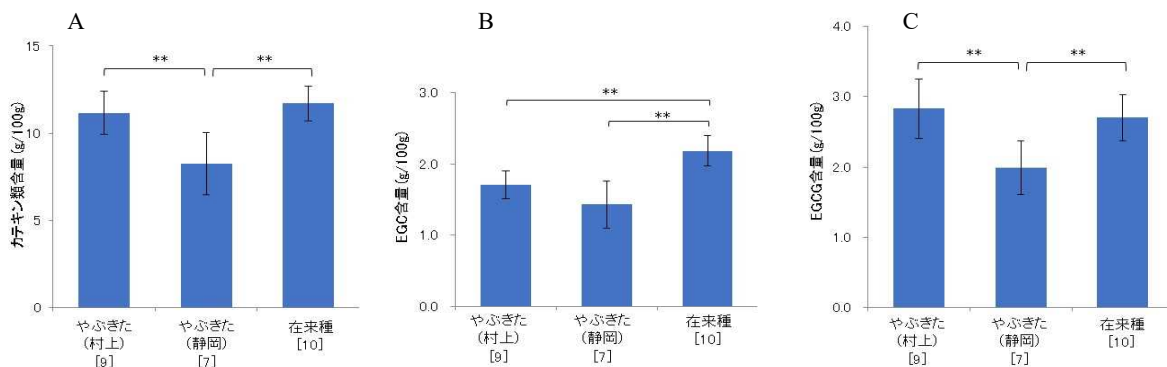 A
カテキン類含量(g/100g)
15
10
5
0
**
**
やぶきた
(村上)
[9]
やぶきた
(静岡)
[7]
在来種
[10]
B
EGC含量(g/100g)
3.0
2.0
1.0
0.0
**
**
やぶきた
(村上)
[9]
やぶきた
(静岡)
[7]
在来種
[10]
C
EGCG含量(g/100g)
4.0
3.0
2.0
1.0
0.0
**
**
やぶきた
(村上)
[9]
やぶきた
(静岡)
[7]
在来種
[10]